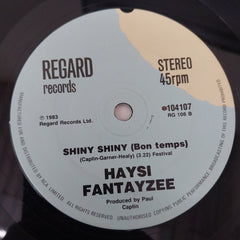 REGARD
records
STEREO
45rpm
℗ 1983
Regard Records Ltd.
℗104107
RG 106 B
SHINY SHINY (Bon temps)
(Caplin-Garner-Healy) (3.22) Festival
HAYSI
FANTAYZEE
Produced by Paul
Caplin